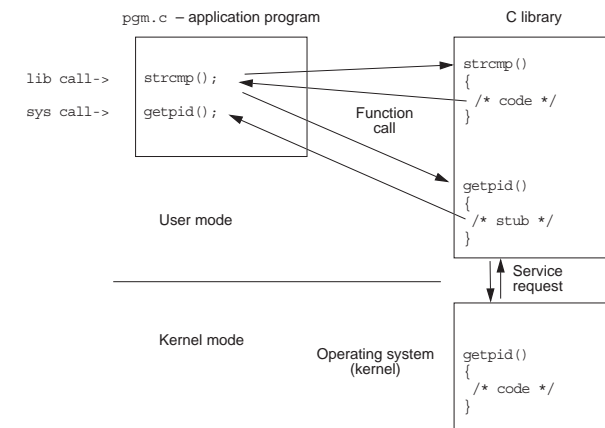 pgm.c – application program
C library
lib call->
strcmp();
sys call->
getpid();
Function
call
strcmp()
{
/* code */
}
getpid()
{
/* stub */
}
User mode
Service
request
Kernel mode
Operating system
(kernel)
getpid()
{
/* code */
}